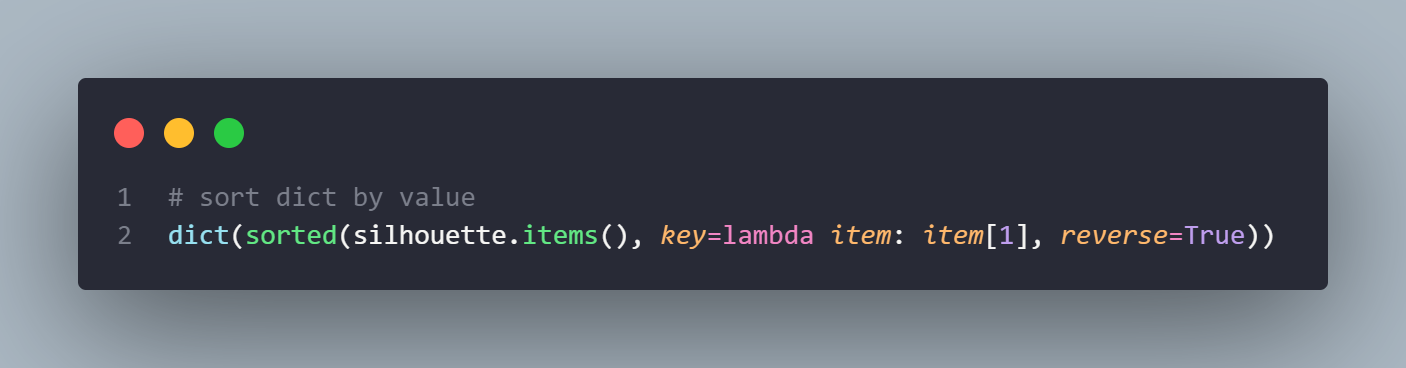 1 # sort dict by value
2 dict(sorted(silhouette.items(), key=lambda item: item[1], reverse=True))